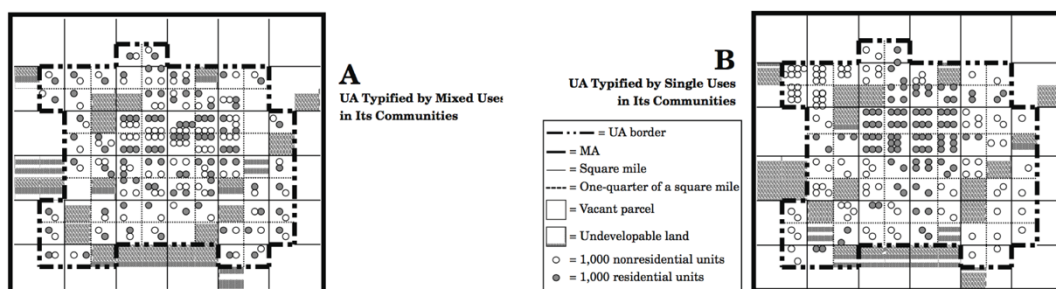 A
UA Typified by Mixed Uses
in Its Communities
B
UA Typified by Single Uses
in Its Communities
= UA border
= MA
= Square mile
= One-quarter of a square mile
= Vacant parcel
= Undevelopable land
= 1,000 nonresidential units
= 1,000 residential units